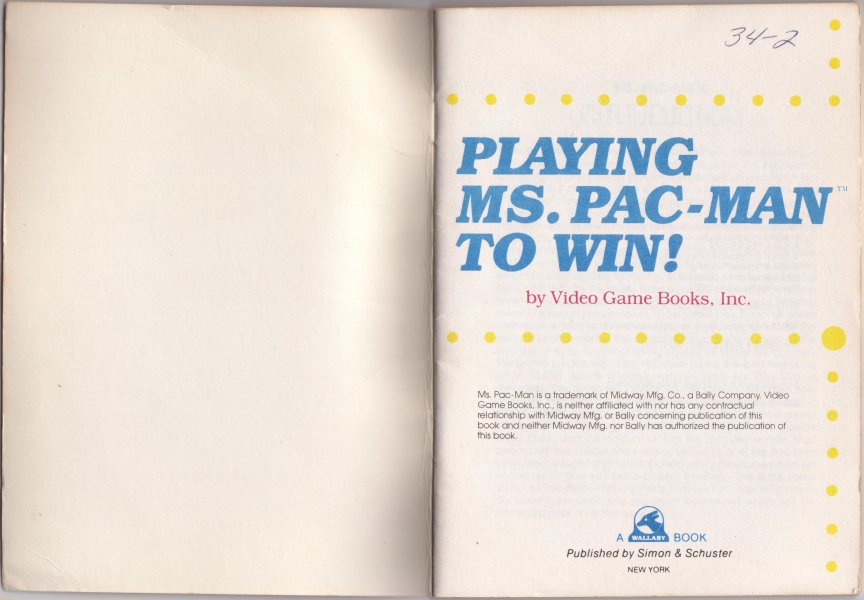 34-2
PLAYING
MS. PAC-MAN™
TO WIN!
by Video Game Books, Inc.
Ms. Pac-Man is a trademark of Midway Mfg. Co., a Bally Company. Video
Game Books, Inc., is neither affiliated with nor has any contractual
relationship with Midway Mfg. or Bally concerning publication of this
book and neither Midway Mfg. nor Bally has authorized the publication of
this book.
A WALLABY BOOK
Published by Simon & Schuster
NEW YORK